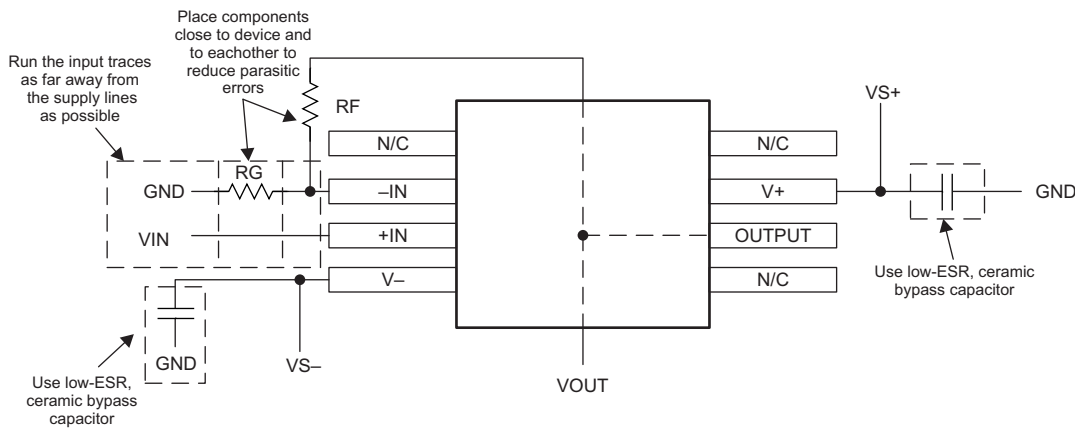 Place components
close to device and
to eachother to
reduce parasitic
errors
Run the input traces
as far away from
the supply lines
as possible
RF
VS+
N/C
N/C
RG
GND
–IN
V+
GND
VIN
+IN
OUTPUT
V–
N/C
Use low-ESR, ceramic
bypass capacitor
GND
VS–
VOUT
Use low-ESR,
ceramic bypass
capacitor